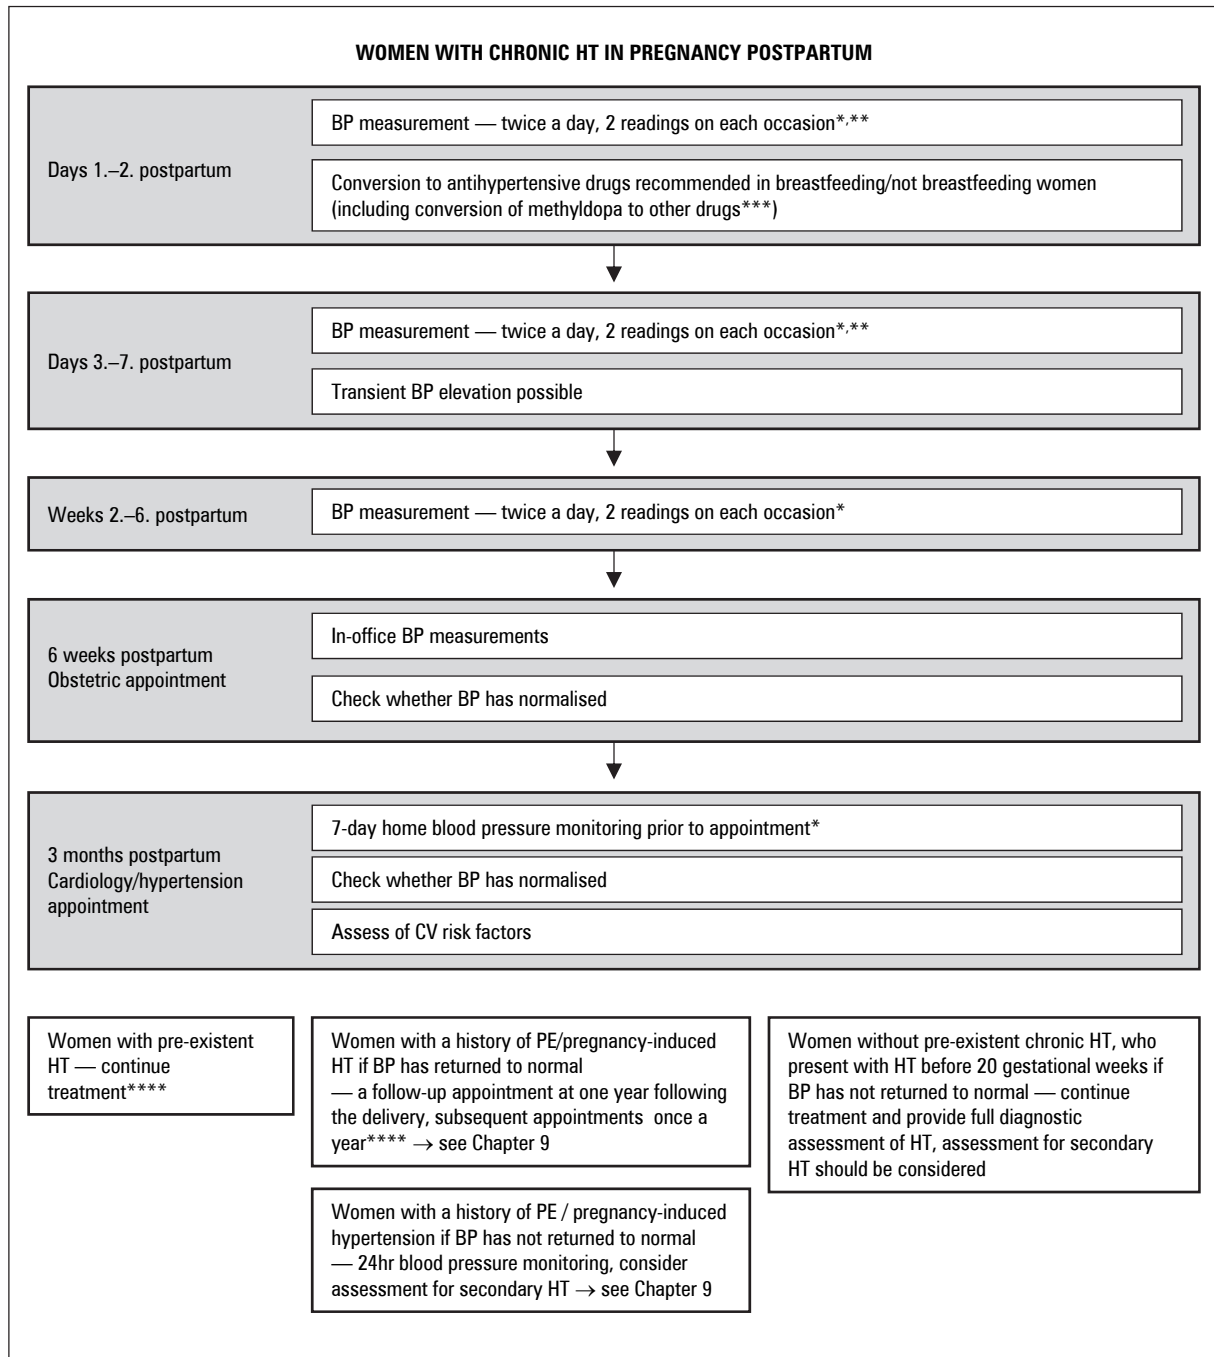 WOMEN WITH CHRONIC HT IN PREGNANCY POSTPARTUM
Days 1.–2. postpartum
BP measurement — twice a day, 2 readings on each occasion*,**
Conversion to antihypertensive drugs recommended in breastfeeding/not breastfeeding women
(including conversion of methyldopa to other drugs***)
Days 3.–7. postpartum
BP measurement — twice a day, 2 readings on each occasion*,**
Transient BP elevation possible
Weeks 2.–6. postpartum
BP measurement — twice a day, 2 readings on each occasion*
6 weeks postpartum
Obstetric appointment
In-office BP measurements
Check whether BP has normalised
3 months postpartum
Cardiology/hypertension
appointment
7-day home blood pressure monitoring prior to appointment*
Check whether BP has normalised
Assess of CV risk factors
Women with pre-existent
HT — continue
treatment****
Women with a history of PE/pregnancy-induced
HT if BP has returned to normal
— a follow-up appointment at one year following
the delivery, subsequent appointments once a
year**** → see Chapter 9
Women with a history of PE / pregnancy-induced
hypertension if BP has not returned to normal
— 24hr blood pressure monitoring, consider
assessment for secondary HT → see Chapter 9
Women without pre-existent chronic HT, who
present with HT before 20 gestational weeks if
BP has not returned to normal — continue
treatment and provide full diagnostic
assessment of HT, assessment for secondary
HT should be considered